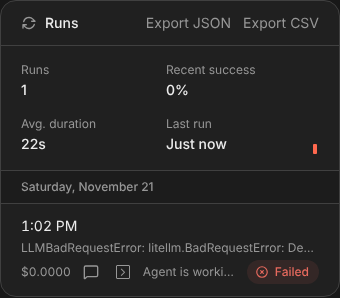 Runs Export JSON Export CSV
Runs Recent success
1 0%
Avg. duration Last run
22s Just now
Saturday, November 21
1:02 PM
LLMBadRequestError: litellm.BadRequestError: De...
$0.0000 Agent is worki... Failed